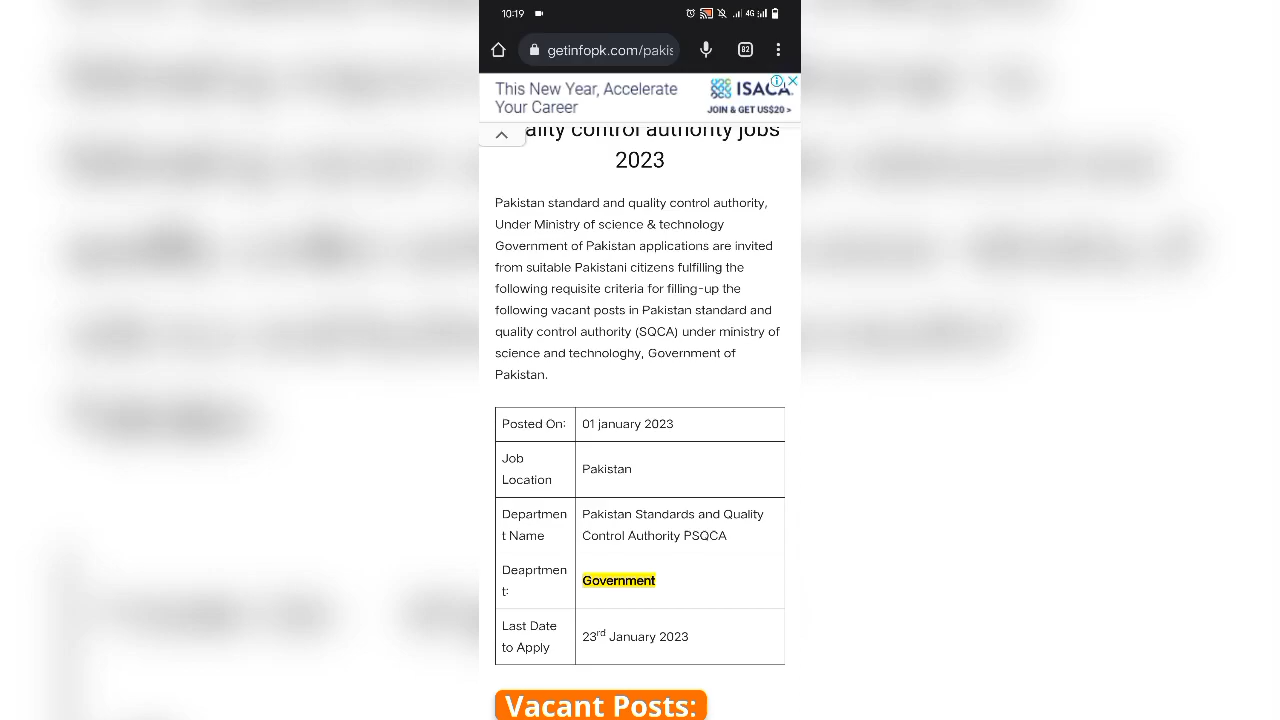 10:19
4G
getinfopk.com/pakis
82
This New Year, Accelerate
Your Career
ISACA.
JOIN & GET US$20 >
ality control authority jobs
2023
Pakistan standard and quality control authority,
Under Ministry of science & technology
Government of Pakistan applications are invited
from suitable Pakistani citizens fulfilling the
following requisite criteria for filling-up the
following vacant posts in Pakistan standard and
quality control authority (SQCA) under ministry of
science and technologhy, Government of
Pakistan.
Posted On: 01 january 2023
Job
Location
Pakistan
Departmen
t Name
Pakistan Standards and Quality
Control Authority PSQCA
Deaprtmen
t:
Government
Last Date
to Apply
23rd January 2023
Vacant Posts: